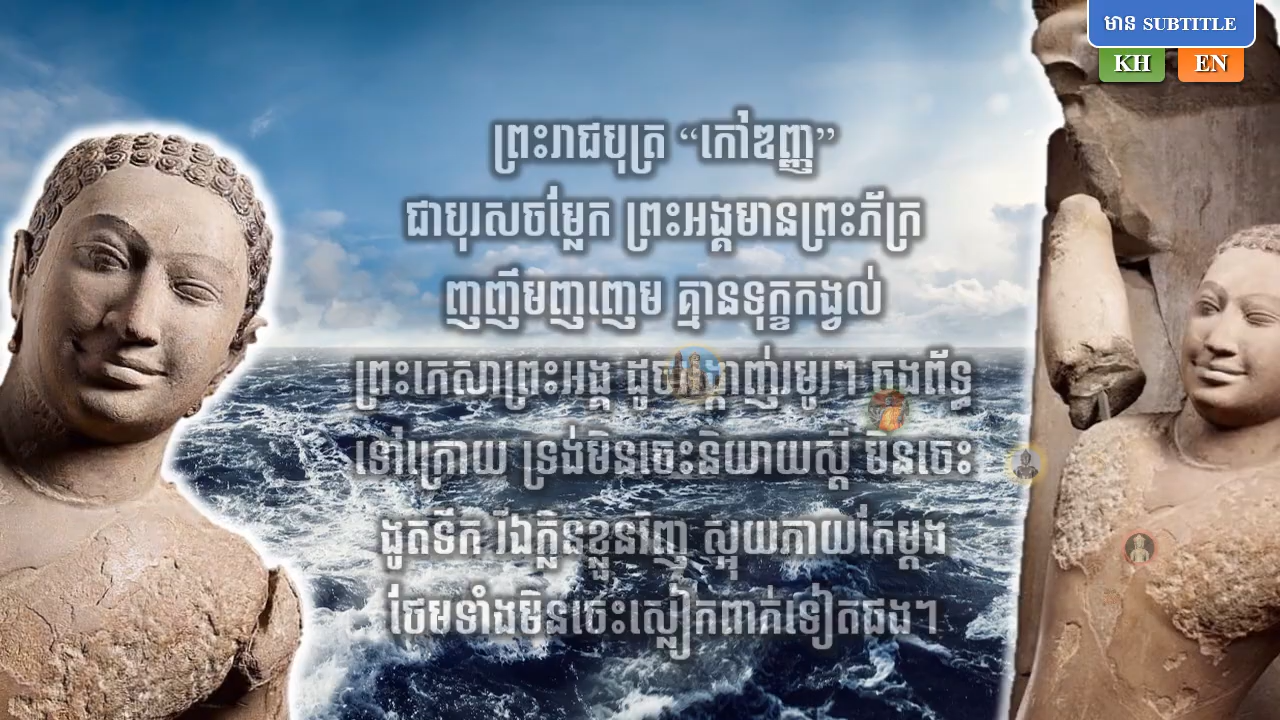 មាន SUBTITLE
KH EN
ព្រះរាជបុត្រ “កៅឌញ្ញ”
ជាបុរសចម្លែក ព្រះអង្គមានព្រះភ័ក្រ
ញញឹមញញេម គ្មានទុក្ខកង្វល់
ព្រះកេសាព្រះអង្គ ដូចអង្កាញ់រមូរៗ ចងព័ទ្ធ
ទៅក្រោយ ទ្រង់មិនចេះនិយាយស្ដី មិនចេះ
ងូតទឹក រីឯក្លិនខ្លួនវិញ ស្អុយភាយតែម្ដង
ថែមទាំងមិនចេះស្លៀកពាក់ទៀតផង។